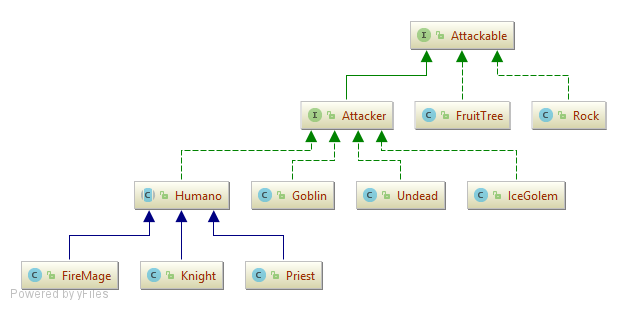 I Attackable
I Attacker
C FruitTree
C Rock
C Humano
C Goblin
C Undead
C IceGolem
C FireMage
C Knight
C Priest
Powered by yFiles